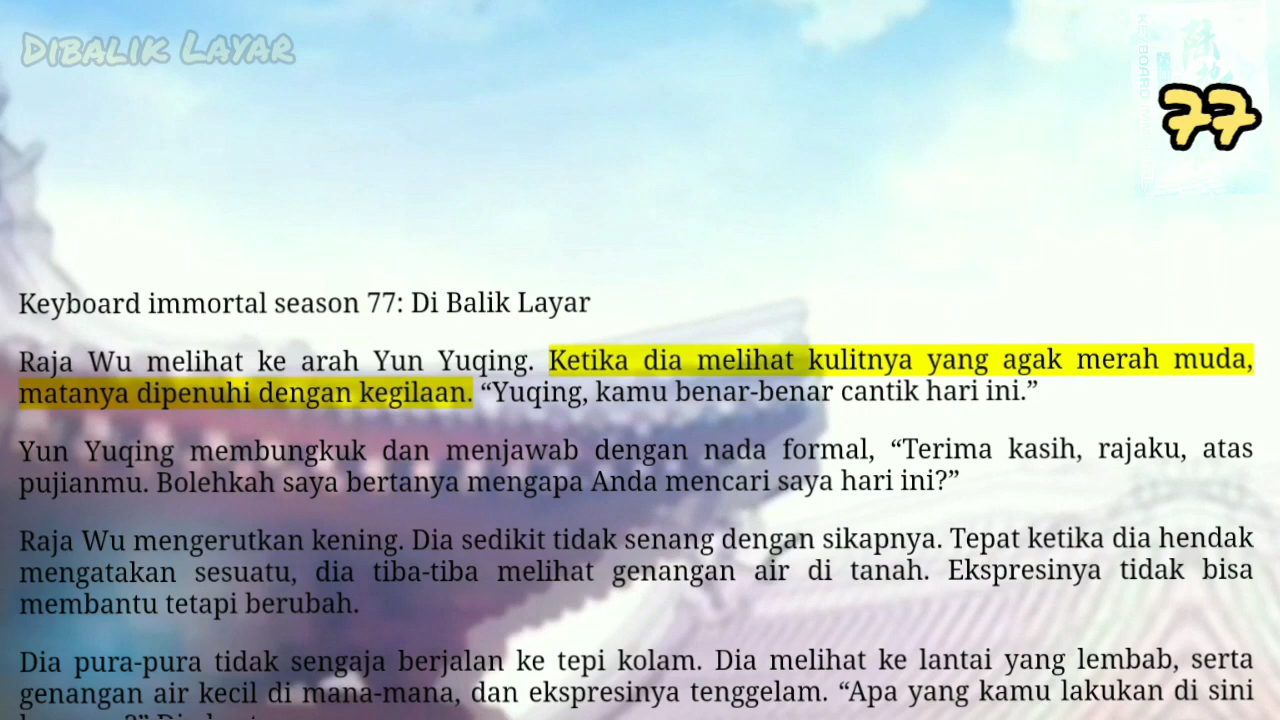 Dibalik Layar
77
Keyboard immortal season 77: Di Balik Layar
Raja Wu melihat ke arah Yun Yuqing. Ketika dia melihat kulitnya yang agak merah muda,
matanya dipenuhi dengan kegilaan. “Yuqing, kamu benar-benar cantik hari ini.”
Yun Yuqing membungkuk dan menjawab dengan nada formal, “Terima kasih, rajaku, atas
pujianmu. Bolehkah saya bertanya mengapa Anda mencari saya hari ini?”
Raja Wu mengerutkan kening. Dia sedikit tidak senang dengan sikapnya. Tepat ketika dia hendak
mengatakan sesuatu, dia tiba-tiba melihat genangan air di tanah. Ekspresinya tidak bisa
membantu tetapi berubah.
Dia pura-pura tidak sengaja berjalan ke tepi kolam. Dia melihat ke lantai yang lembab, serta
genangan air kecil di mana-mana, dan ekspresinya tenggelam. “Apa yang kamu lakukan di sini